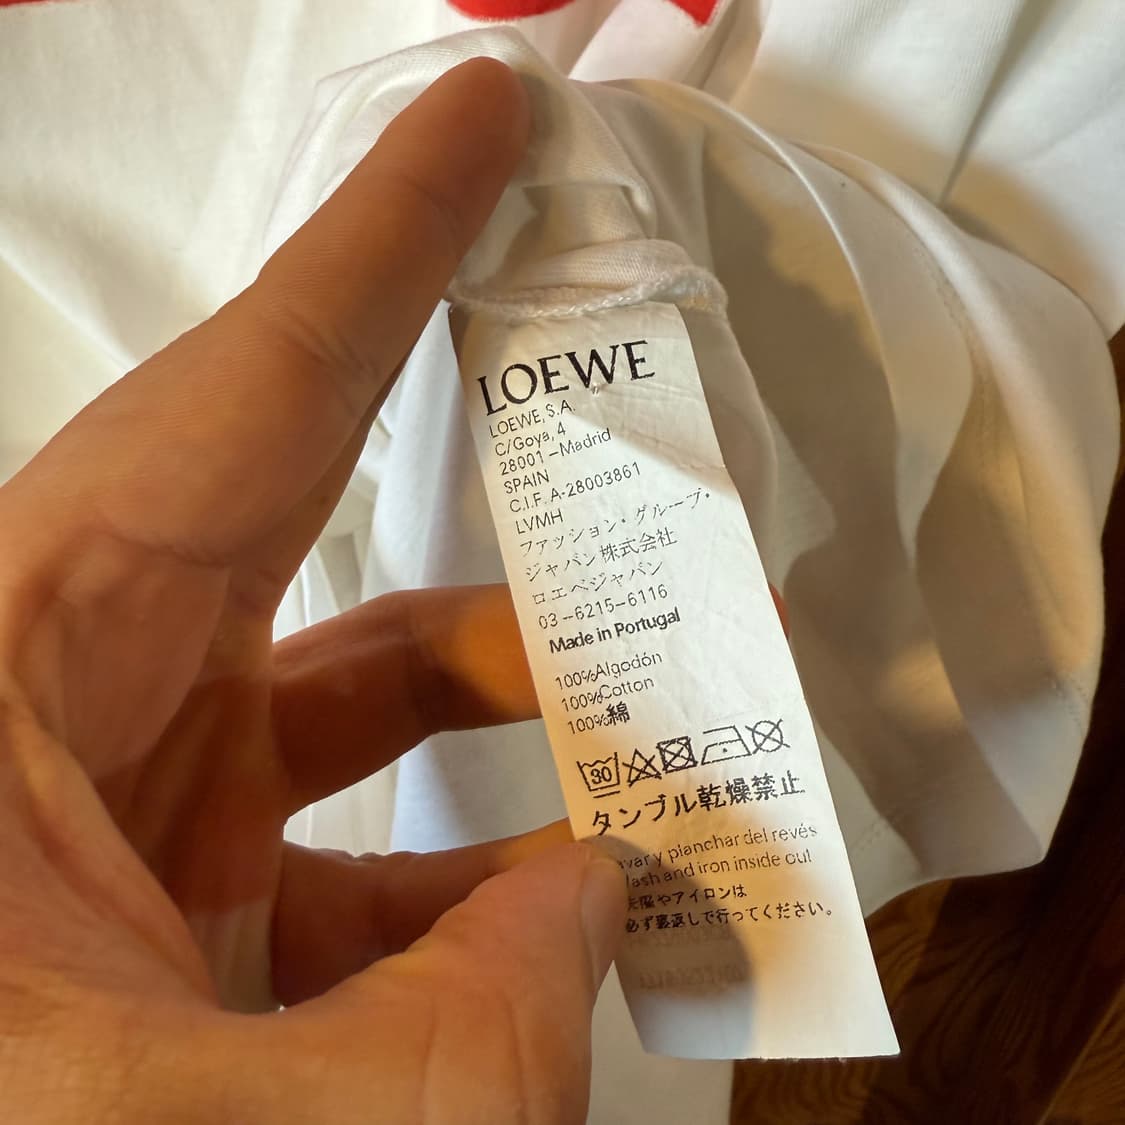 LOEWE
LOEWE, S.A.
C/Goya, 4
28001-Madrid
SPAIN
C.I.F. A-28003861
LVMH
ファッション・グループ・
ジャパン株式会社
ロエベジャパン
03-6215-6116
Made in Portugal
100%Algodón
100%Cotton
100%綿
30
タンブル乾燥禁止
avar y planchar del revés
ash and iron inside out
濯やアイロンは
必ず裏返しで行ってください。